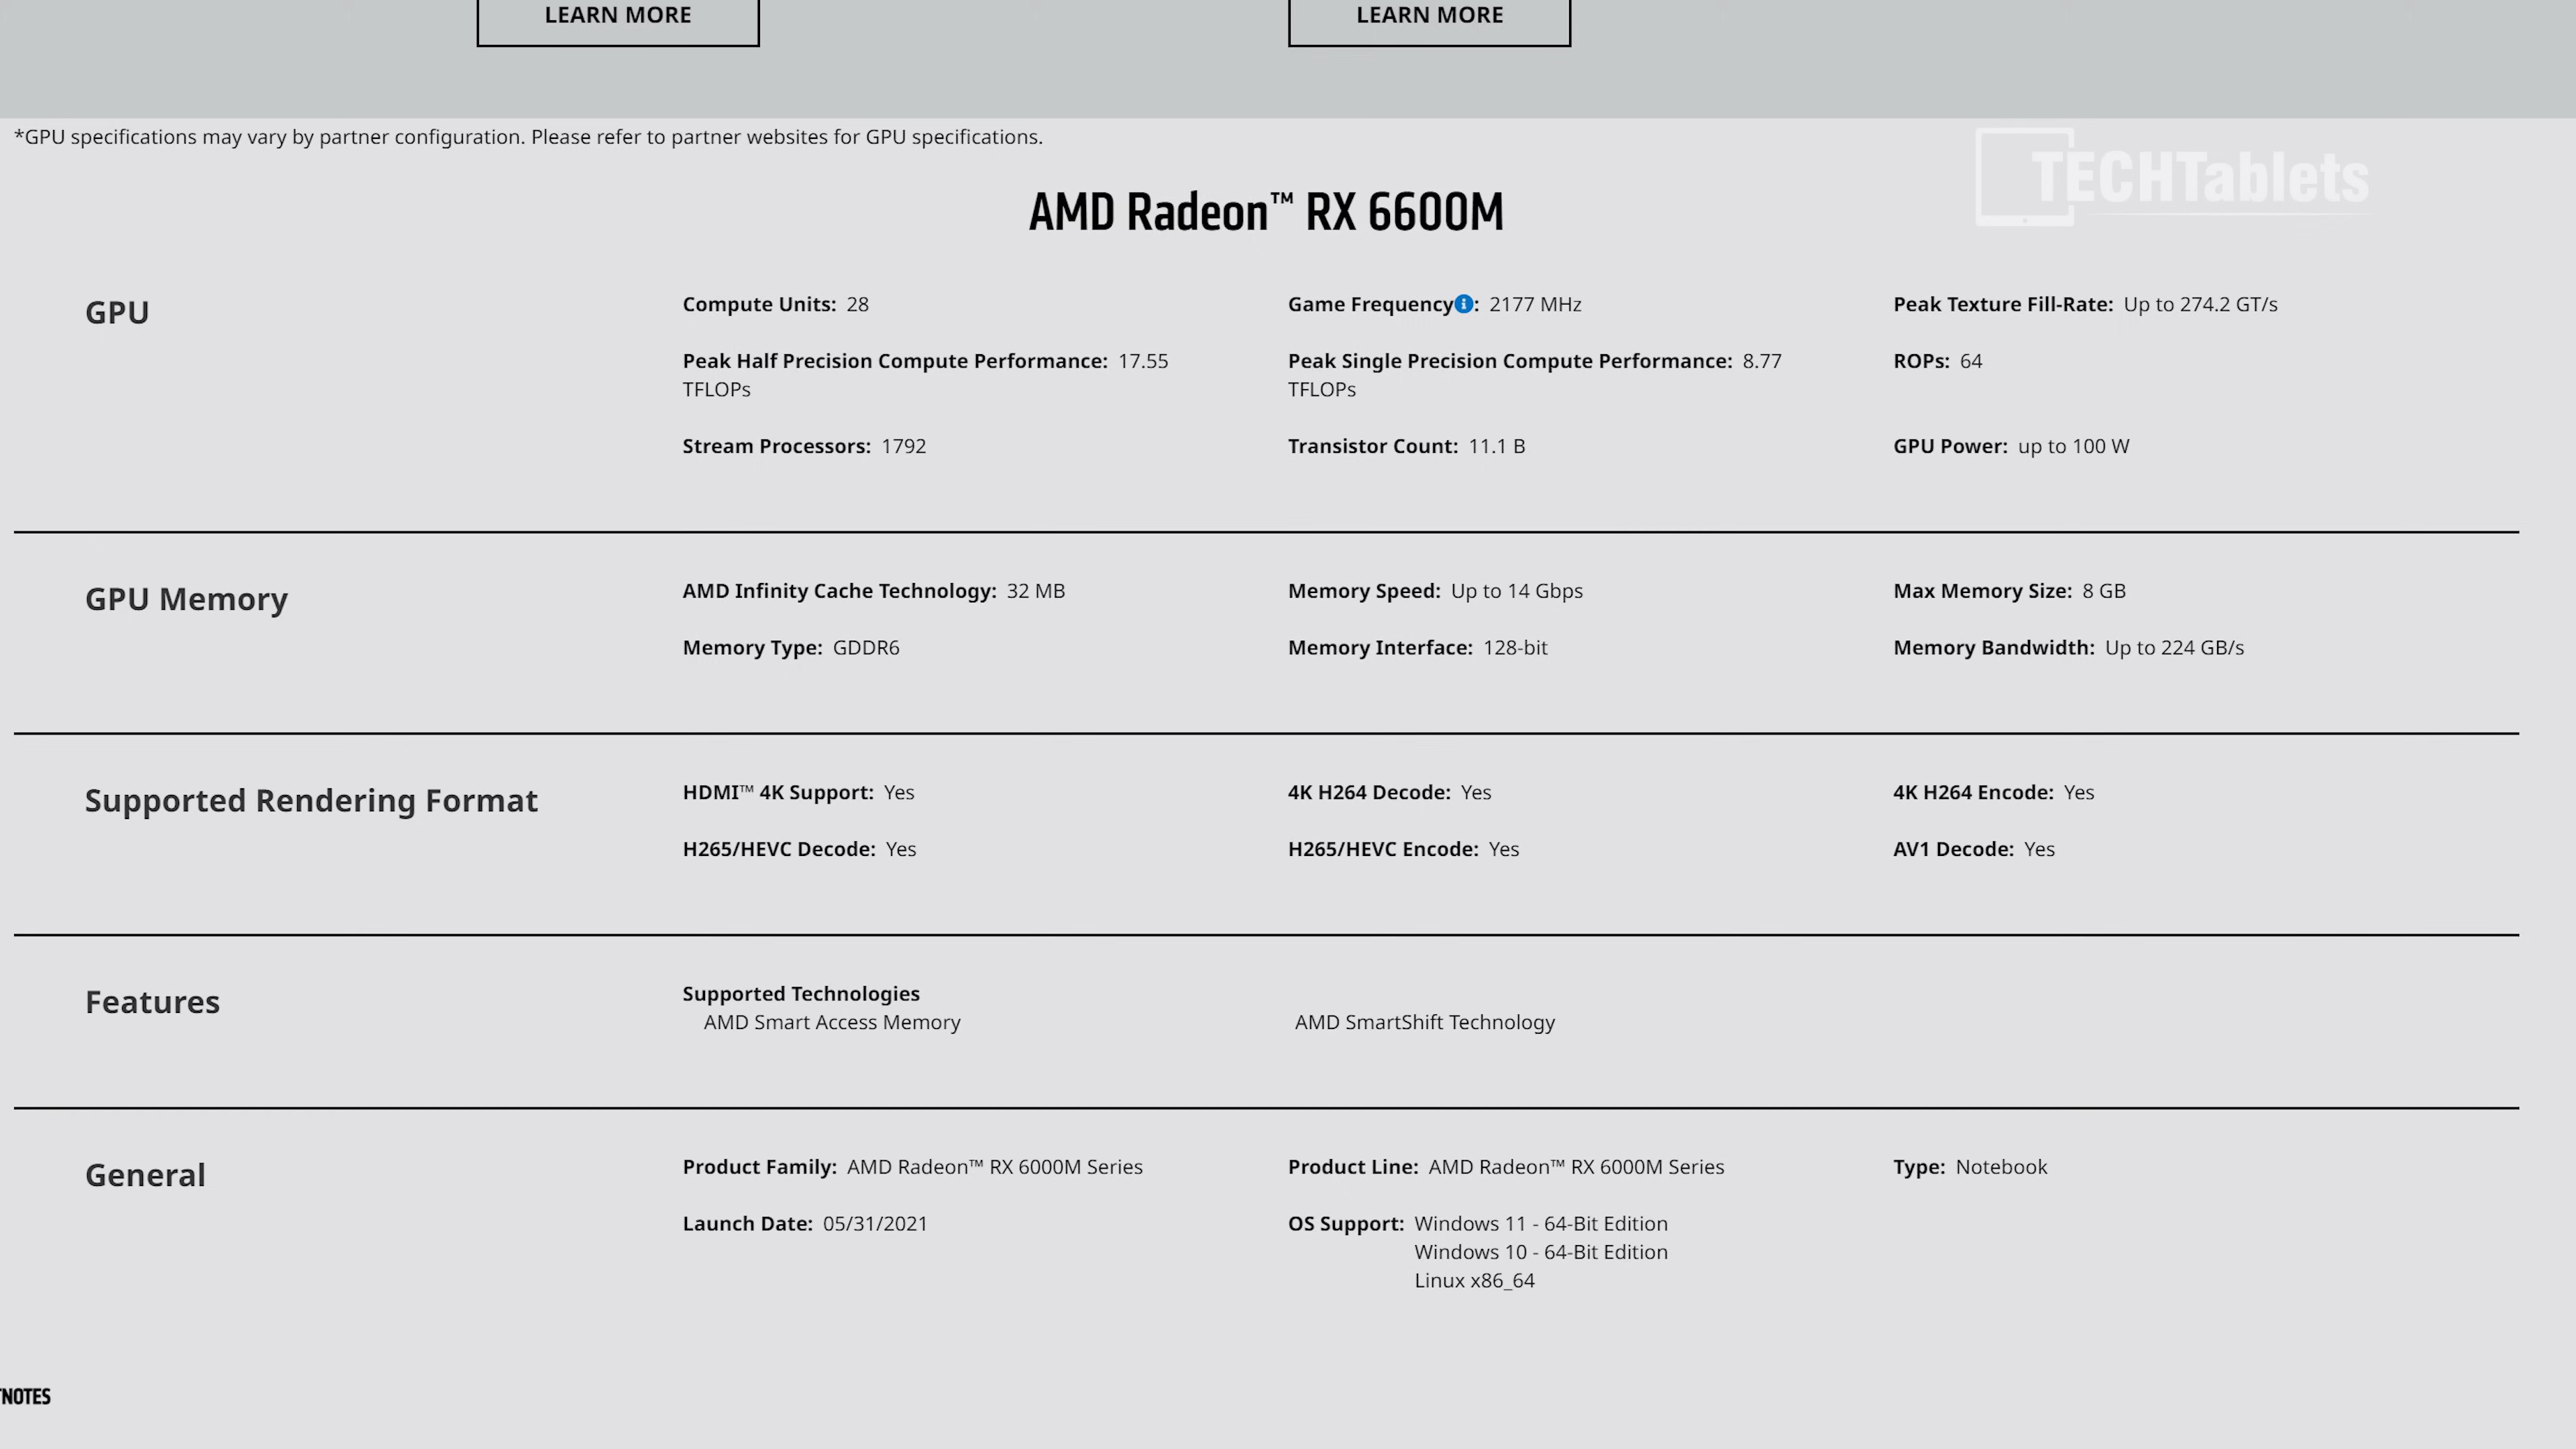 LEARN MORE
LEARN MORE
*GPU specifications may vary by partner configuration. Please refer to partner websites for GPU specifications.
TECHTablets
AMD Radeon™ RX 6600M
GPU
Compute Units: 28
Game Frequency: 2177 MHz
Peak Texture Fill-Rate: Up to 274.2 GT/s
Peak Half Precision Compute Performance: 17.55
TFLOPs
Peak Single Precision Compute Performance: 8.77
TFLOPs
ROPs: 64
Stream Processors: 1792
Transistor Count: 11.1 B
GPU Power: up to 100 W
GPU Memory
AMD Infinity Cache Technology: 32 MB
Memory Speed: Up to 14 Gbps
Max Memory Size: 8 GB
Memory Type: GDDR6
Memory Interface: 128-bit
Memory Bandwidth: Up to 224 GB/s
Supported Rendering Format
HDMI™ 4K Support: Yes
4K H264 Decode: Yes
4K H264 Encode: Yes
H265/HEVC Decode: Yes
H265/HEVC Encode: Yes
AV1 Decode: Yes
Features
Supported Technologies
AMD Smart Access Memory
AMD SmartShift Technology
General
Product Family: AMD Radeon™ RX 6000M Series
Product Line: AMD Radeon™ RX 6000M Series
Type: Notebook
Launch Date: 05/31/2021
OS Support: Windows 11 - 64-Bit Edition
Windows 10 - 64-Bit Edition
Linux x86_64
NOTES